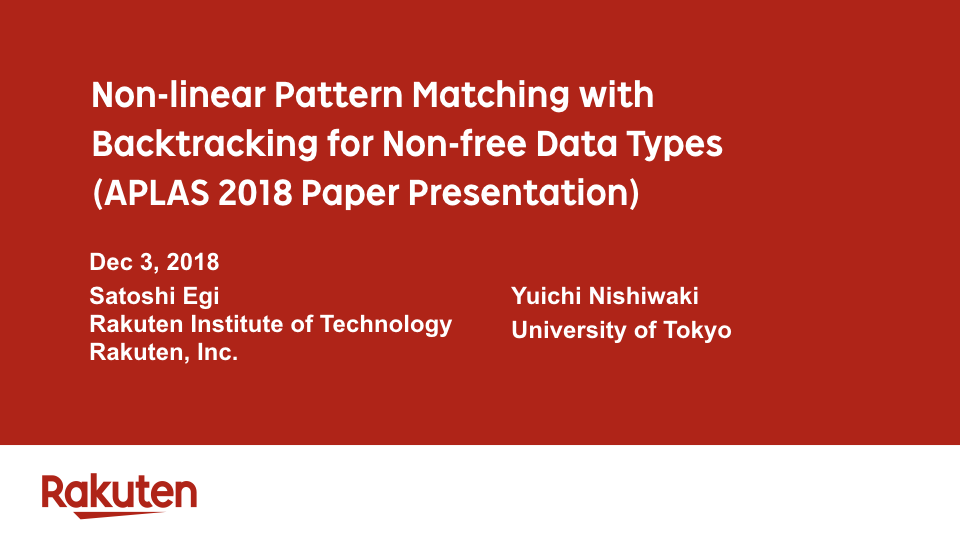 Non-linear Pattern Matching with
Backtracking for Non-free Data Types
(APLAS 2018 Paper Presentation)
Dec 3, 2018
Satoshi Egi
Rakuten Institute of Technology
Rakuten, Inc.
Yuichi Nishiwaki
University of Tokyo
Rakuten